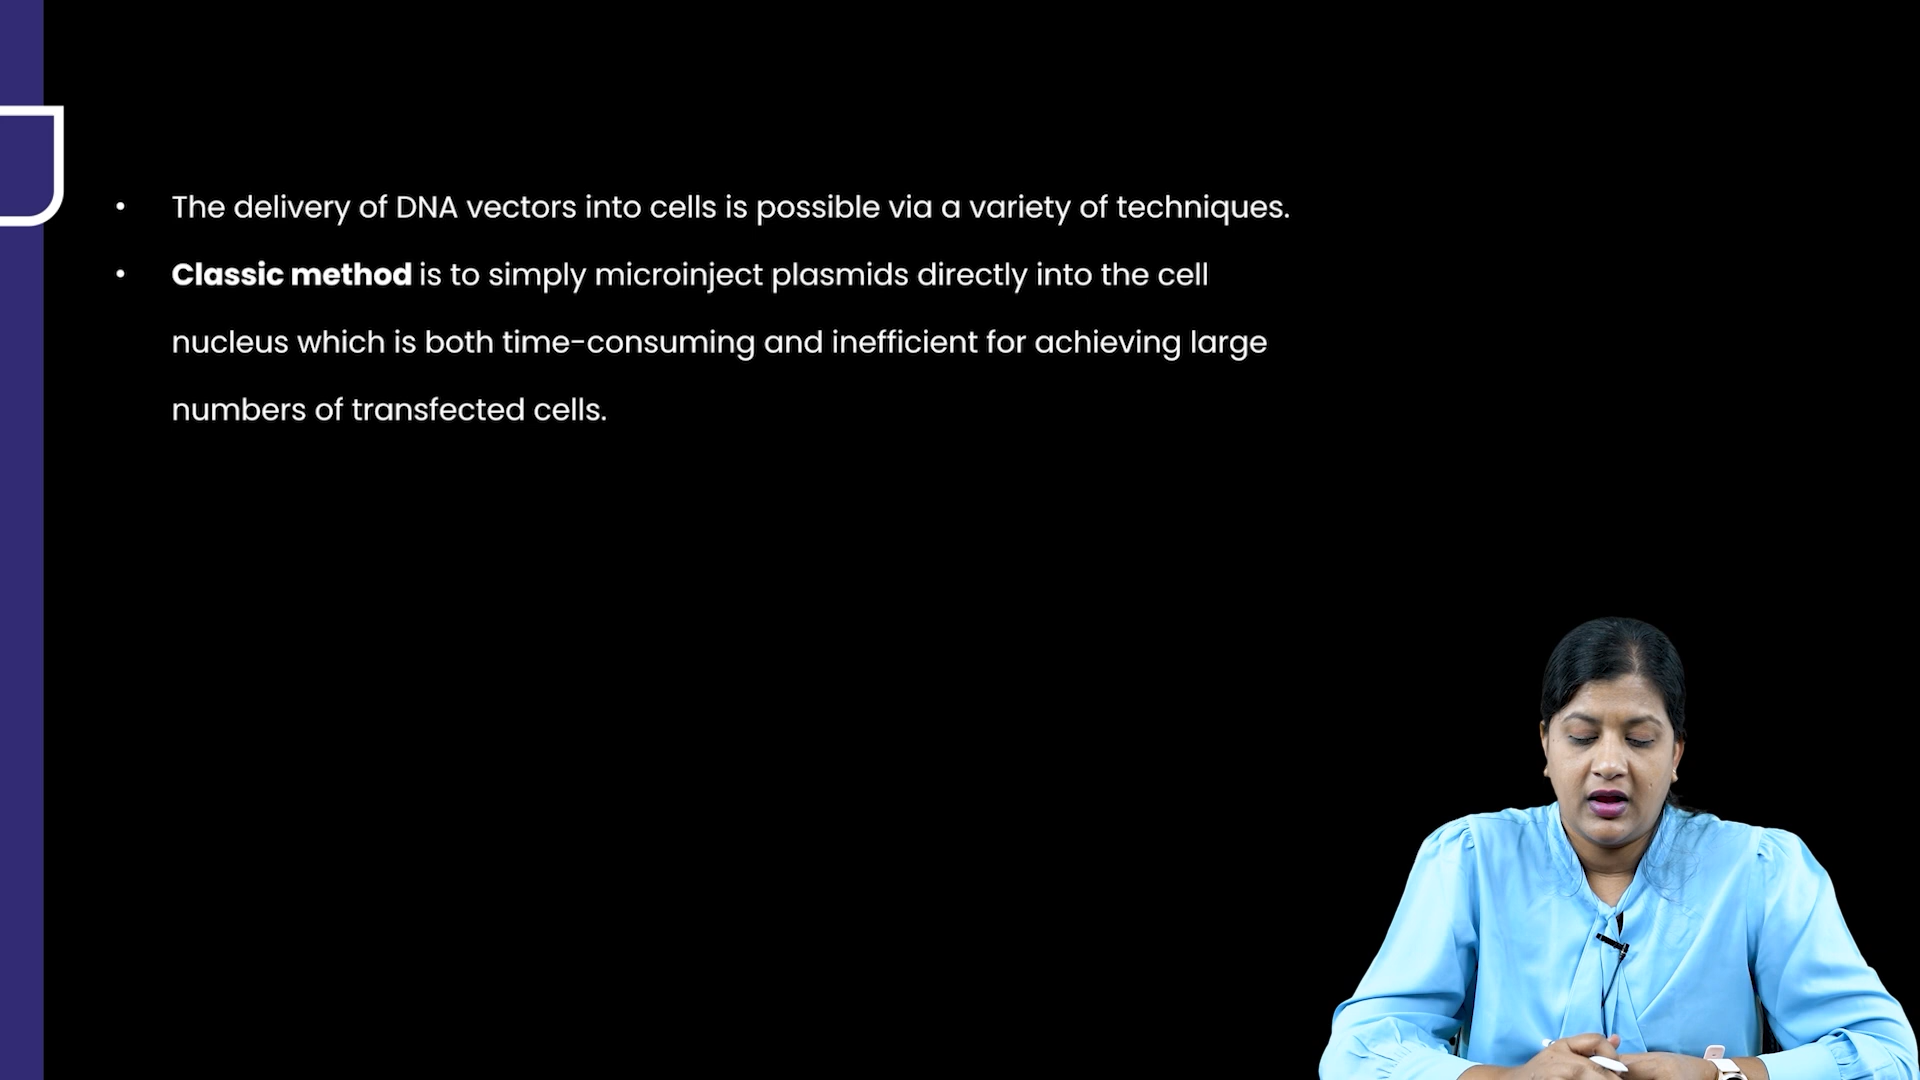 • The delivery of DNA vectors into cells is possible via a variety of techniques.
• Classic method is to simply microinject plasmids directly into the cell
nucleus which is both time-consuming and inefficient for achieving large
numbers of transfected cells.